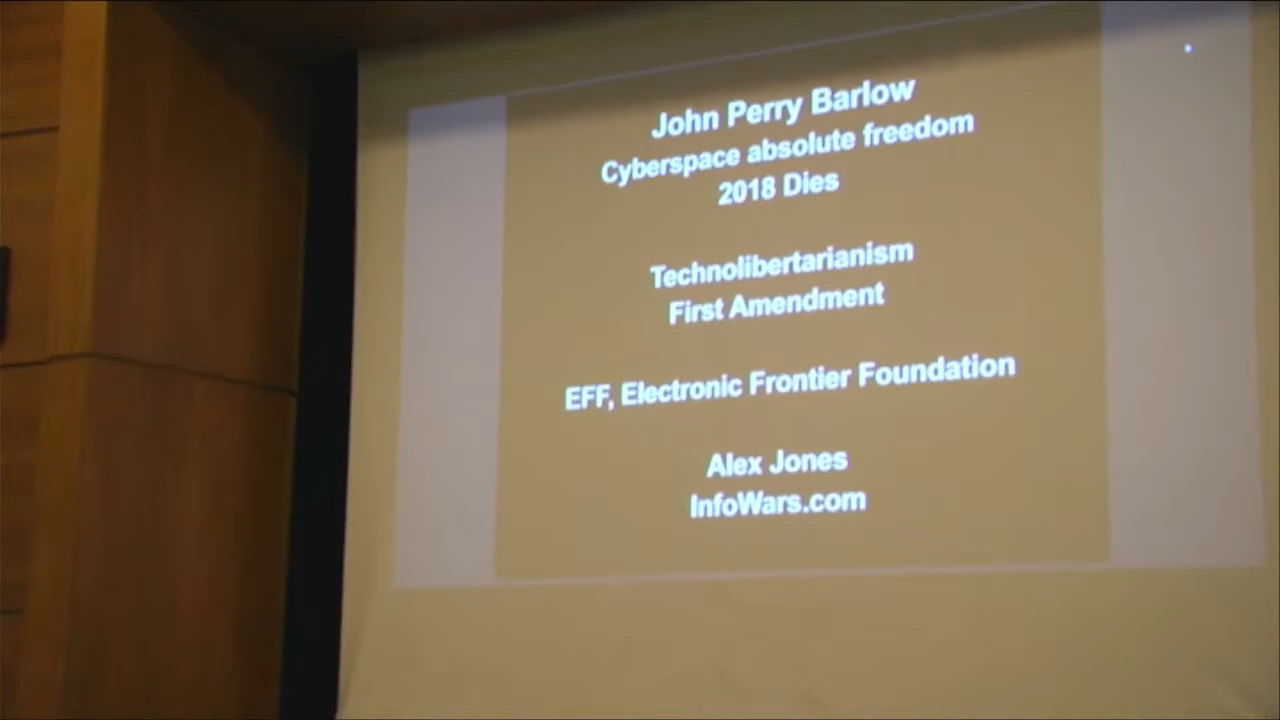 John Perry Barlow
Cyberspace absolute freedom
2018 Dies
Technolibertarianism
First Amendment
EFF, Electronic Frontier Foundation
Alex Jones
InfoWars.com